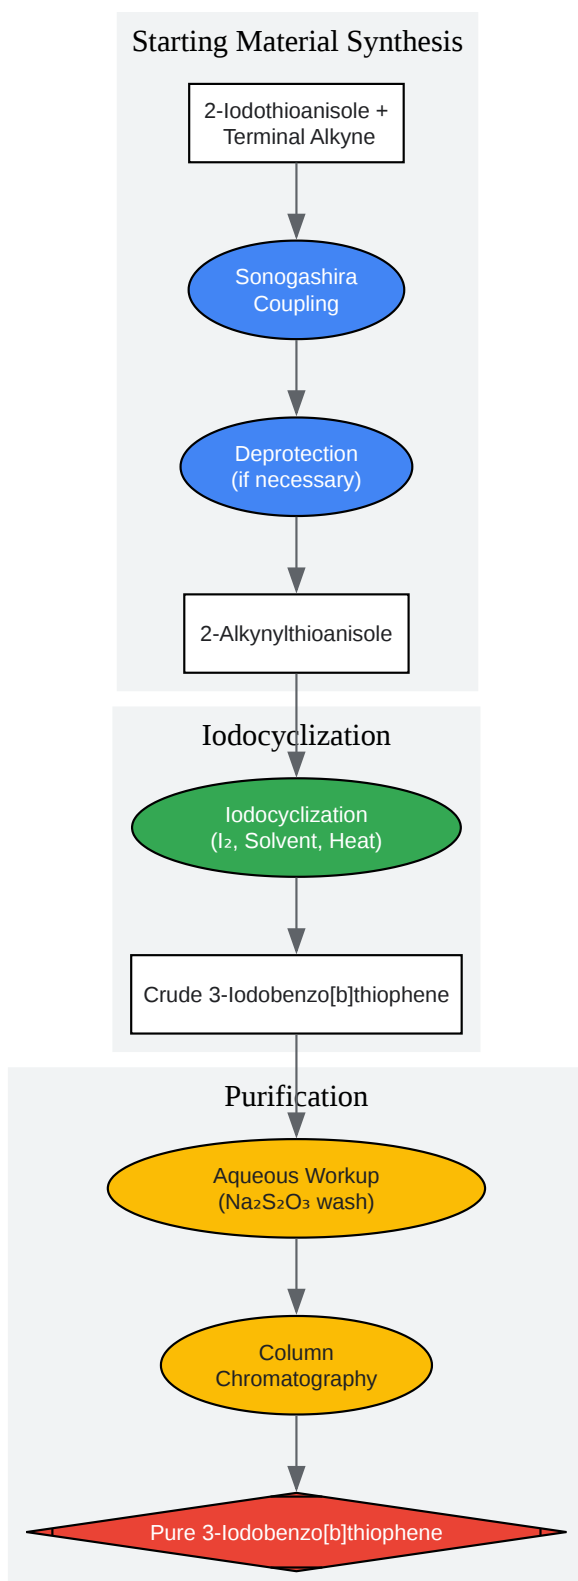 Starting Material Synthesis
2-Iodothioanisole +
Terminal Alkyne
Sonogashira
Coupling
Deprotection
(if necessary)
2-Alkynylthioanisole
Iodocyclization
Iodocyclization
(I₂, Solvent, Heat)
Crude 3-Iodobenzo[b]thiophene
Purification
Aqueous Workup
(Na₂S₂O₃ wash)
Column
Chromatography
Pure 3-Iodobenzo[b]thiophene